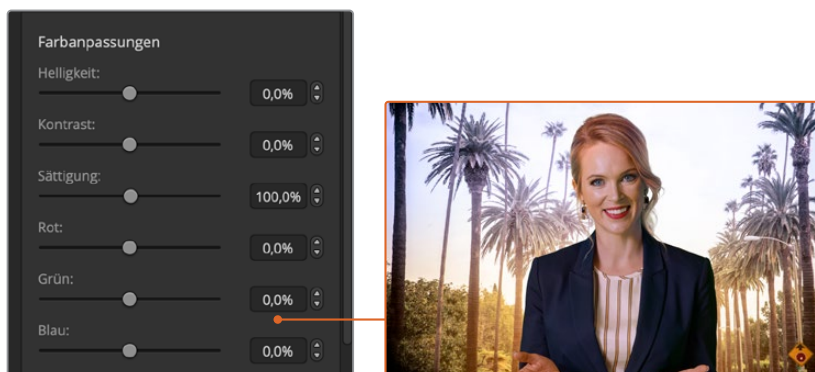 Farbanpassungen
Helligkeit:
0,0%
Kontrast:
0,0%
Sättigung:
100,0%
Rot:
0,0%
Grün:
0,0%
Blau:
0,0%